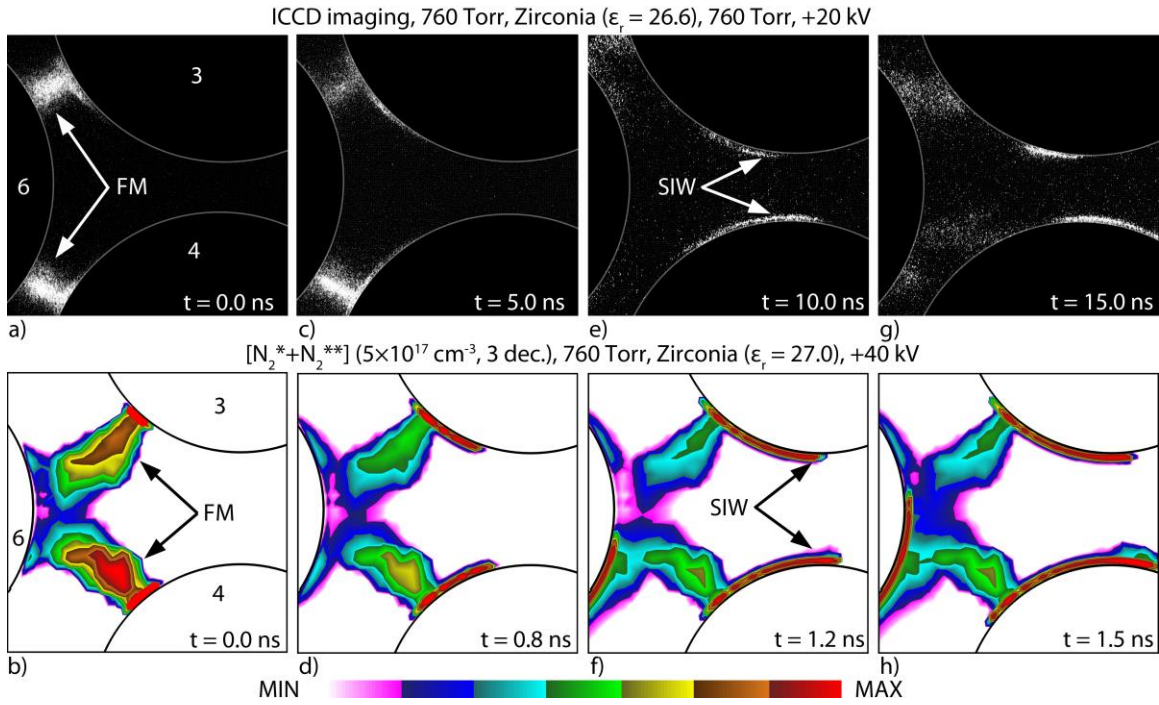 ICCD imaging, 760 Torr, Zirconia (εr = 26.6), 760 Torr, +20 kV
3
6
FM
4
t = 0.0 ns
t = 5.0 ns
SIW
t = 10.0 ns
t = 15.0 ns
a)
c)
e)
g)
[N2*+N2**] (5×10^17 cm^-3, 3 dec.), 760 Torr, Zirconia (εr = 27.0), +40 kV
3
FM
6
4
t = 0.0 ns
t = 0.8 ns
SIW
t = 1.2 ns
t = 1.5 ns
b)
d)
f)
h)
MIN
MAX